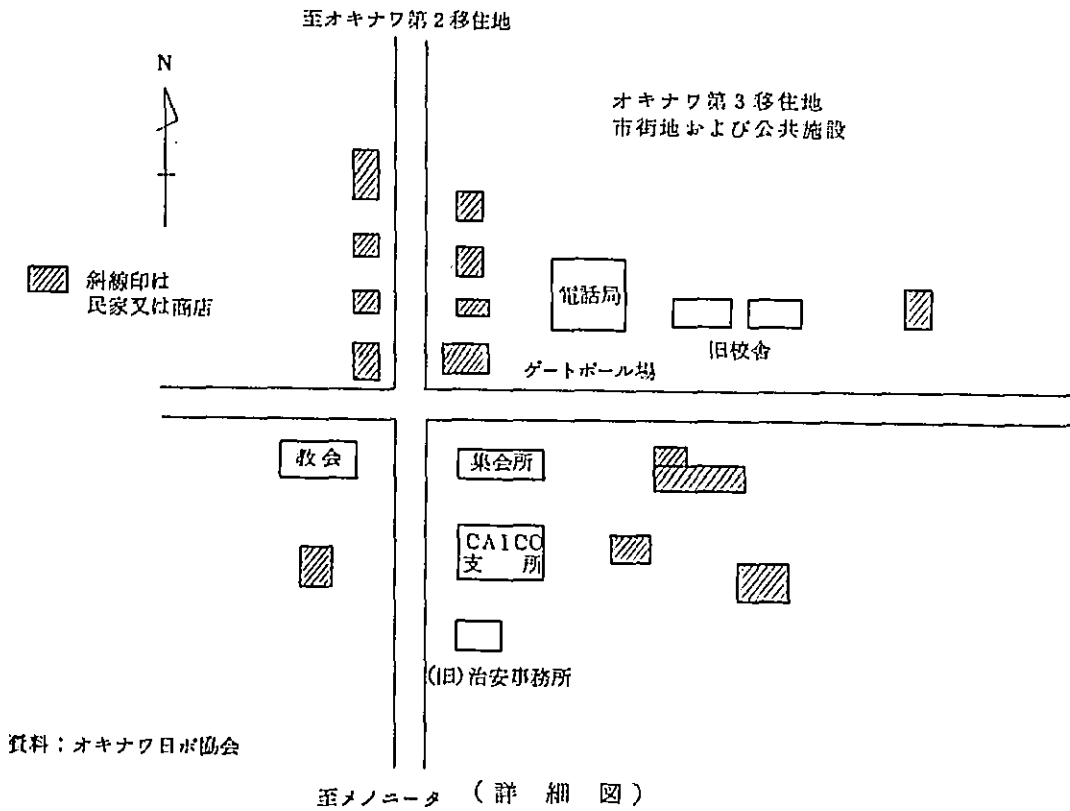 至オキナワ第2移住地
N
オキナワ第3移住地
市街地および公共施設
斜線印は
民家又は商店
電話局
旧校舎
ゲートボール場
教会
集会所
CAICO
支所
(旧)治安事務所
資料：オキナワ日ボ協会
至メノニータ
(詳細図)